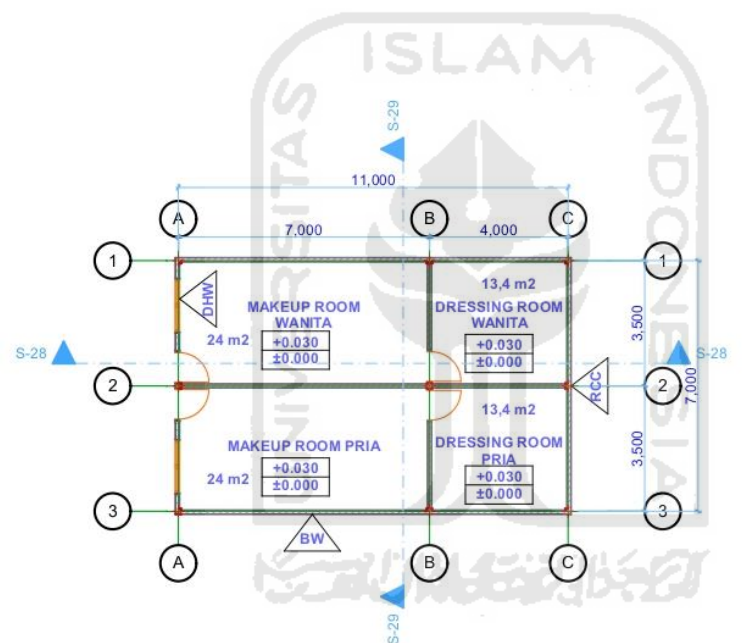 ISLAM
UNIVERSITAS
INDONESIA
S-29
11,000
A
B
C
7,000
4,000
1
1
DHW
MAKEUP ROOM
WANITA
24 m2
+0.030
±0.000
13,4 m2
DRESSING ROOM
WANITA
+0.030
±0.000
3,500
S-28
S-28
2
2
RCC
7,000
13,4 m2
MAKEUP ROOM PRIA
24 m2
+0.030
±0.000
DRESSING ROOM
PRIA
+0.030
±0.000
3,500
3
3
BW
A
B
C
S-29